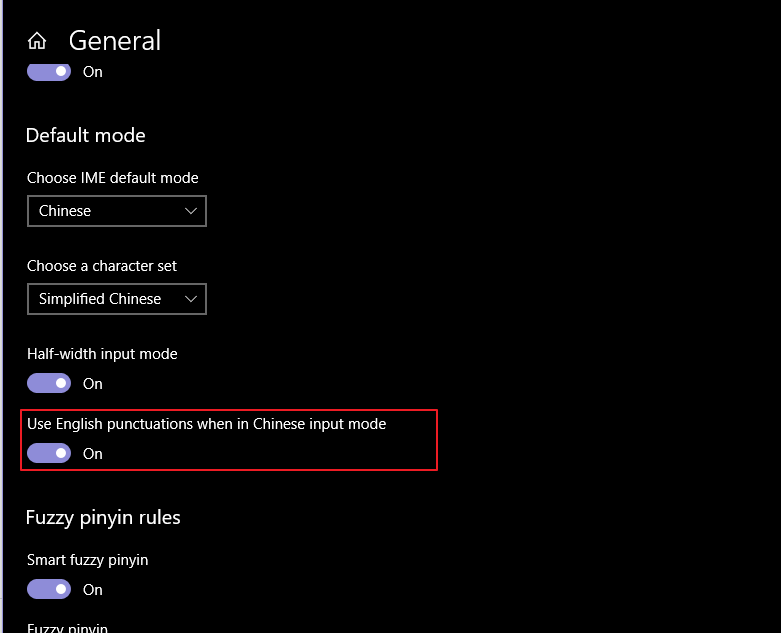 General
On
Default mode
Choose IME default mode
Chinese
Choose a character set
Simplified Chinese
Half-width input mode
On
Use English punctuations when in Chinese input mode
On
Fuzzy pinyin rules
Smart fuzzy pinyin
On
Fuzzy pinyin